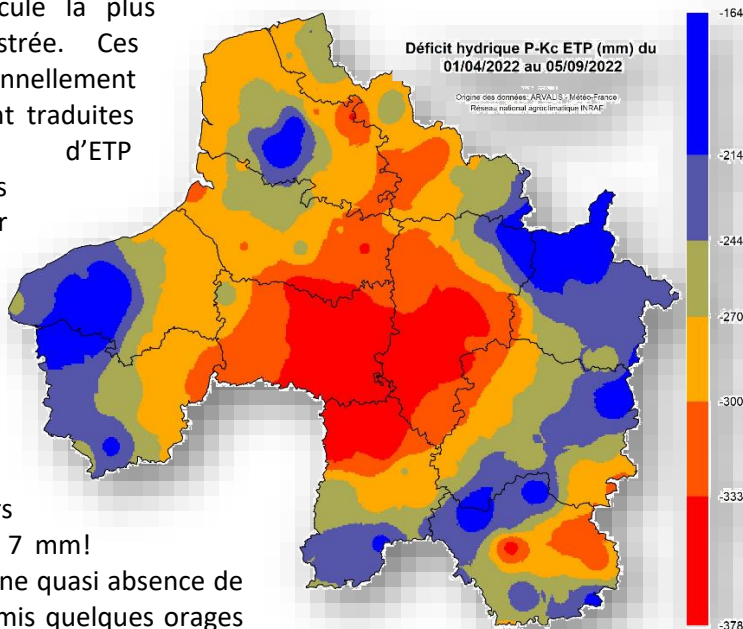 cule la plus
strée. Ces
nnellement
nt traduites
d'ETP
s
r
Déficit hydrique P-Kc ETP (mm) du
01/04/2022 au 05/09/2022
Origine des données: ARVALIS - Météo-France
Réseau national agroclimatique INRAE
-164
-214
-244
-270
-300
-333
-378
rs
7 mm!
ne quasi absence de
mis quelques orages